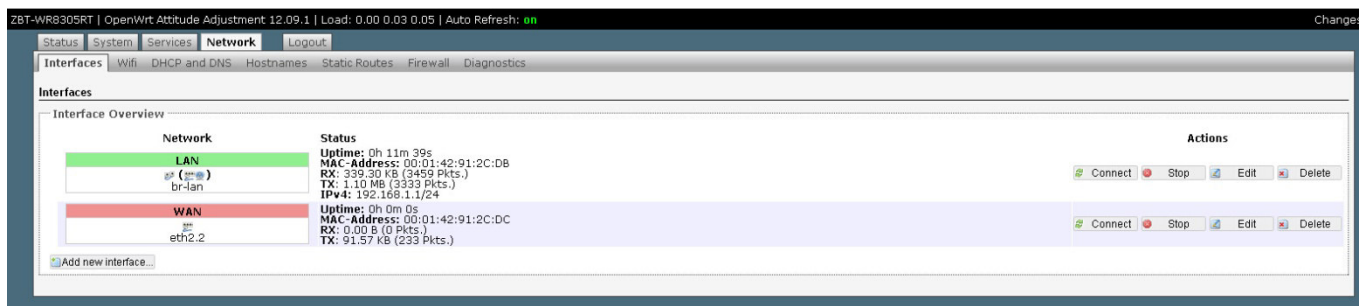 ZBT-WR8305RT | OpenWrt Attitude Adjustment 12.09.1 | Load: 0.00 0.03 0.05 | Auto Refresh: on Changes
Status System Services Network Logout
Interfaces Wifi DHCP and DNS Hostnames Static Routes Firewall Diagnostics
Interfaces
Interface Overview
Network Status Actions
LAN
br-lan
Uptime: 0h 11m 39s
MAC-Address: 00:01:42:91:2C:DB
RX: 339.30 KB (3459 Pkts.)
TX: 1.10 MB (3333 Pkts.)
IPv4: 192.168.1.1/24
Connect Stop Edit Delete
WAN
eth2.2
Uptime: 0h 0m 0s
MAC-Address: 00:01:42:91:2C:DC
RX: 0.00 B (0 Pkts.)
TX: 91.57 KB (233 Pkts.)
Connect Stop Edit Delete
Add new interface...